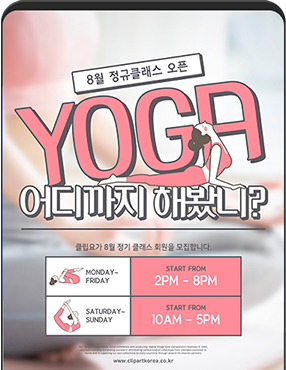 8월 정규클래스 오픈
YOGA
어디까지 해봤니?
클립요가 8월 정기 클래스 회원을 모집합니다.
MONDAY-
FRIDAY
START FROM
2PM - 8PM
SATURDAY-
SUNDAY
START FROM
10AM - 5PM
www.clipartkorea.co.kr